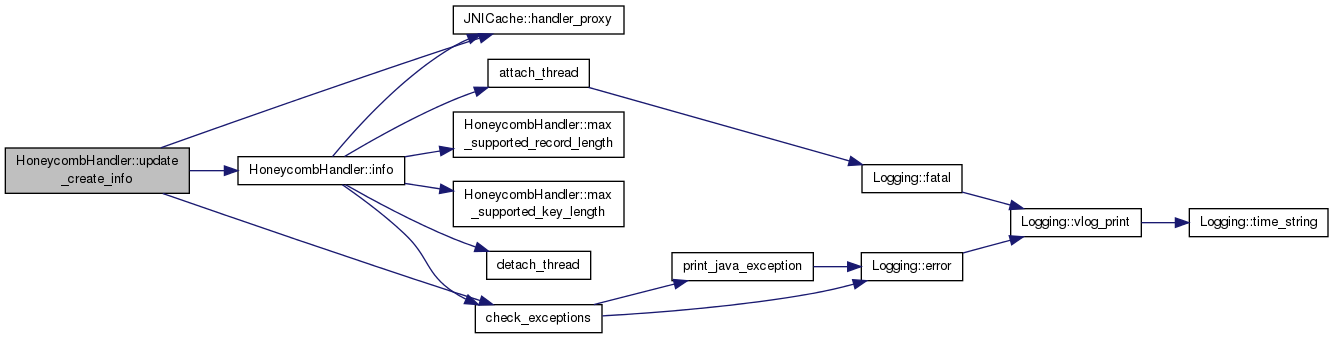 HoneycombHandler::update
_create_info
HoneycombHandler::info
JNICache::handler_proxy
attach_thread
HoneycombHandler::max
_supported_record_length
HoneycombHandler::max
_supported_key_length
detach_thread
check_exceptions
print_java_exception
Logging::fatal
Logging::error
Logging::vlog_print
Logging::time_string